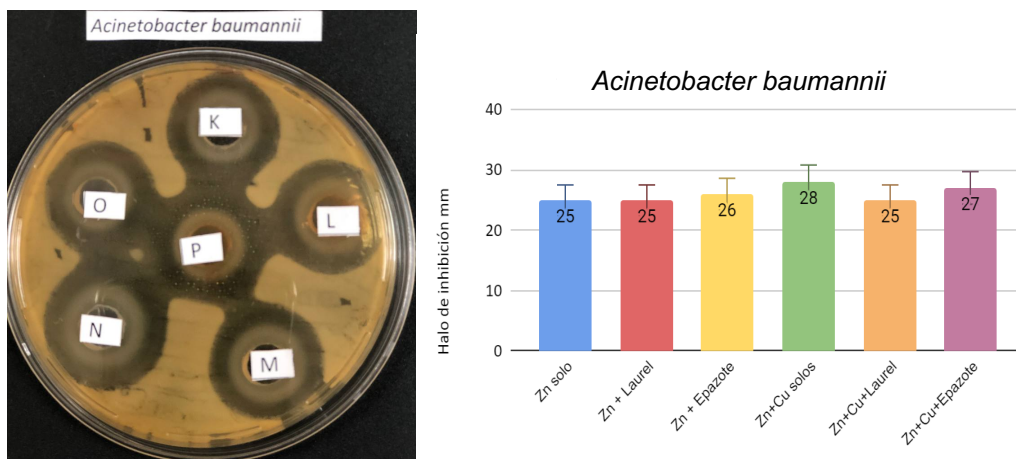 Acinetobacter baumannii
K
O
L
P
N
M
Acinetobacter baumannii
Halo de inhibición mm
40
30
20
10
0
25
25
26
28
25
27
Zn solo
Zn + Laurel
Zn + Epazote
Zn+Cu solos
Zn+Cu+Laurel
Zn+Cu+Epazote